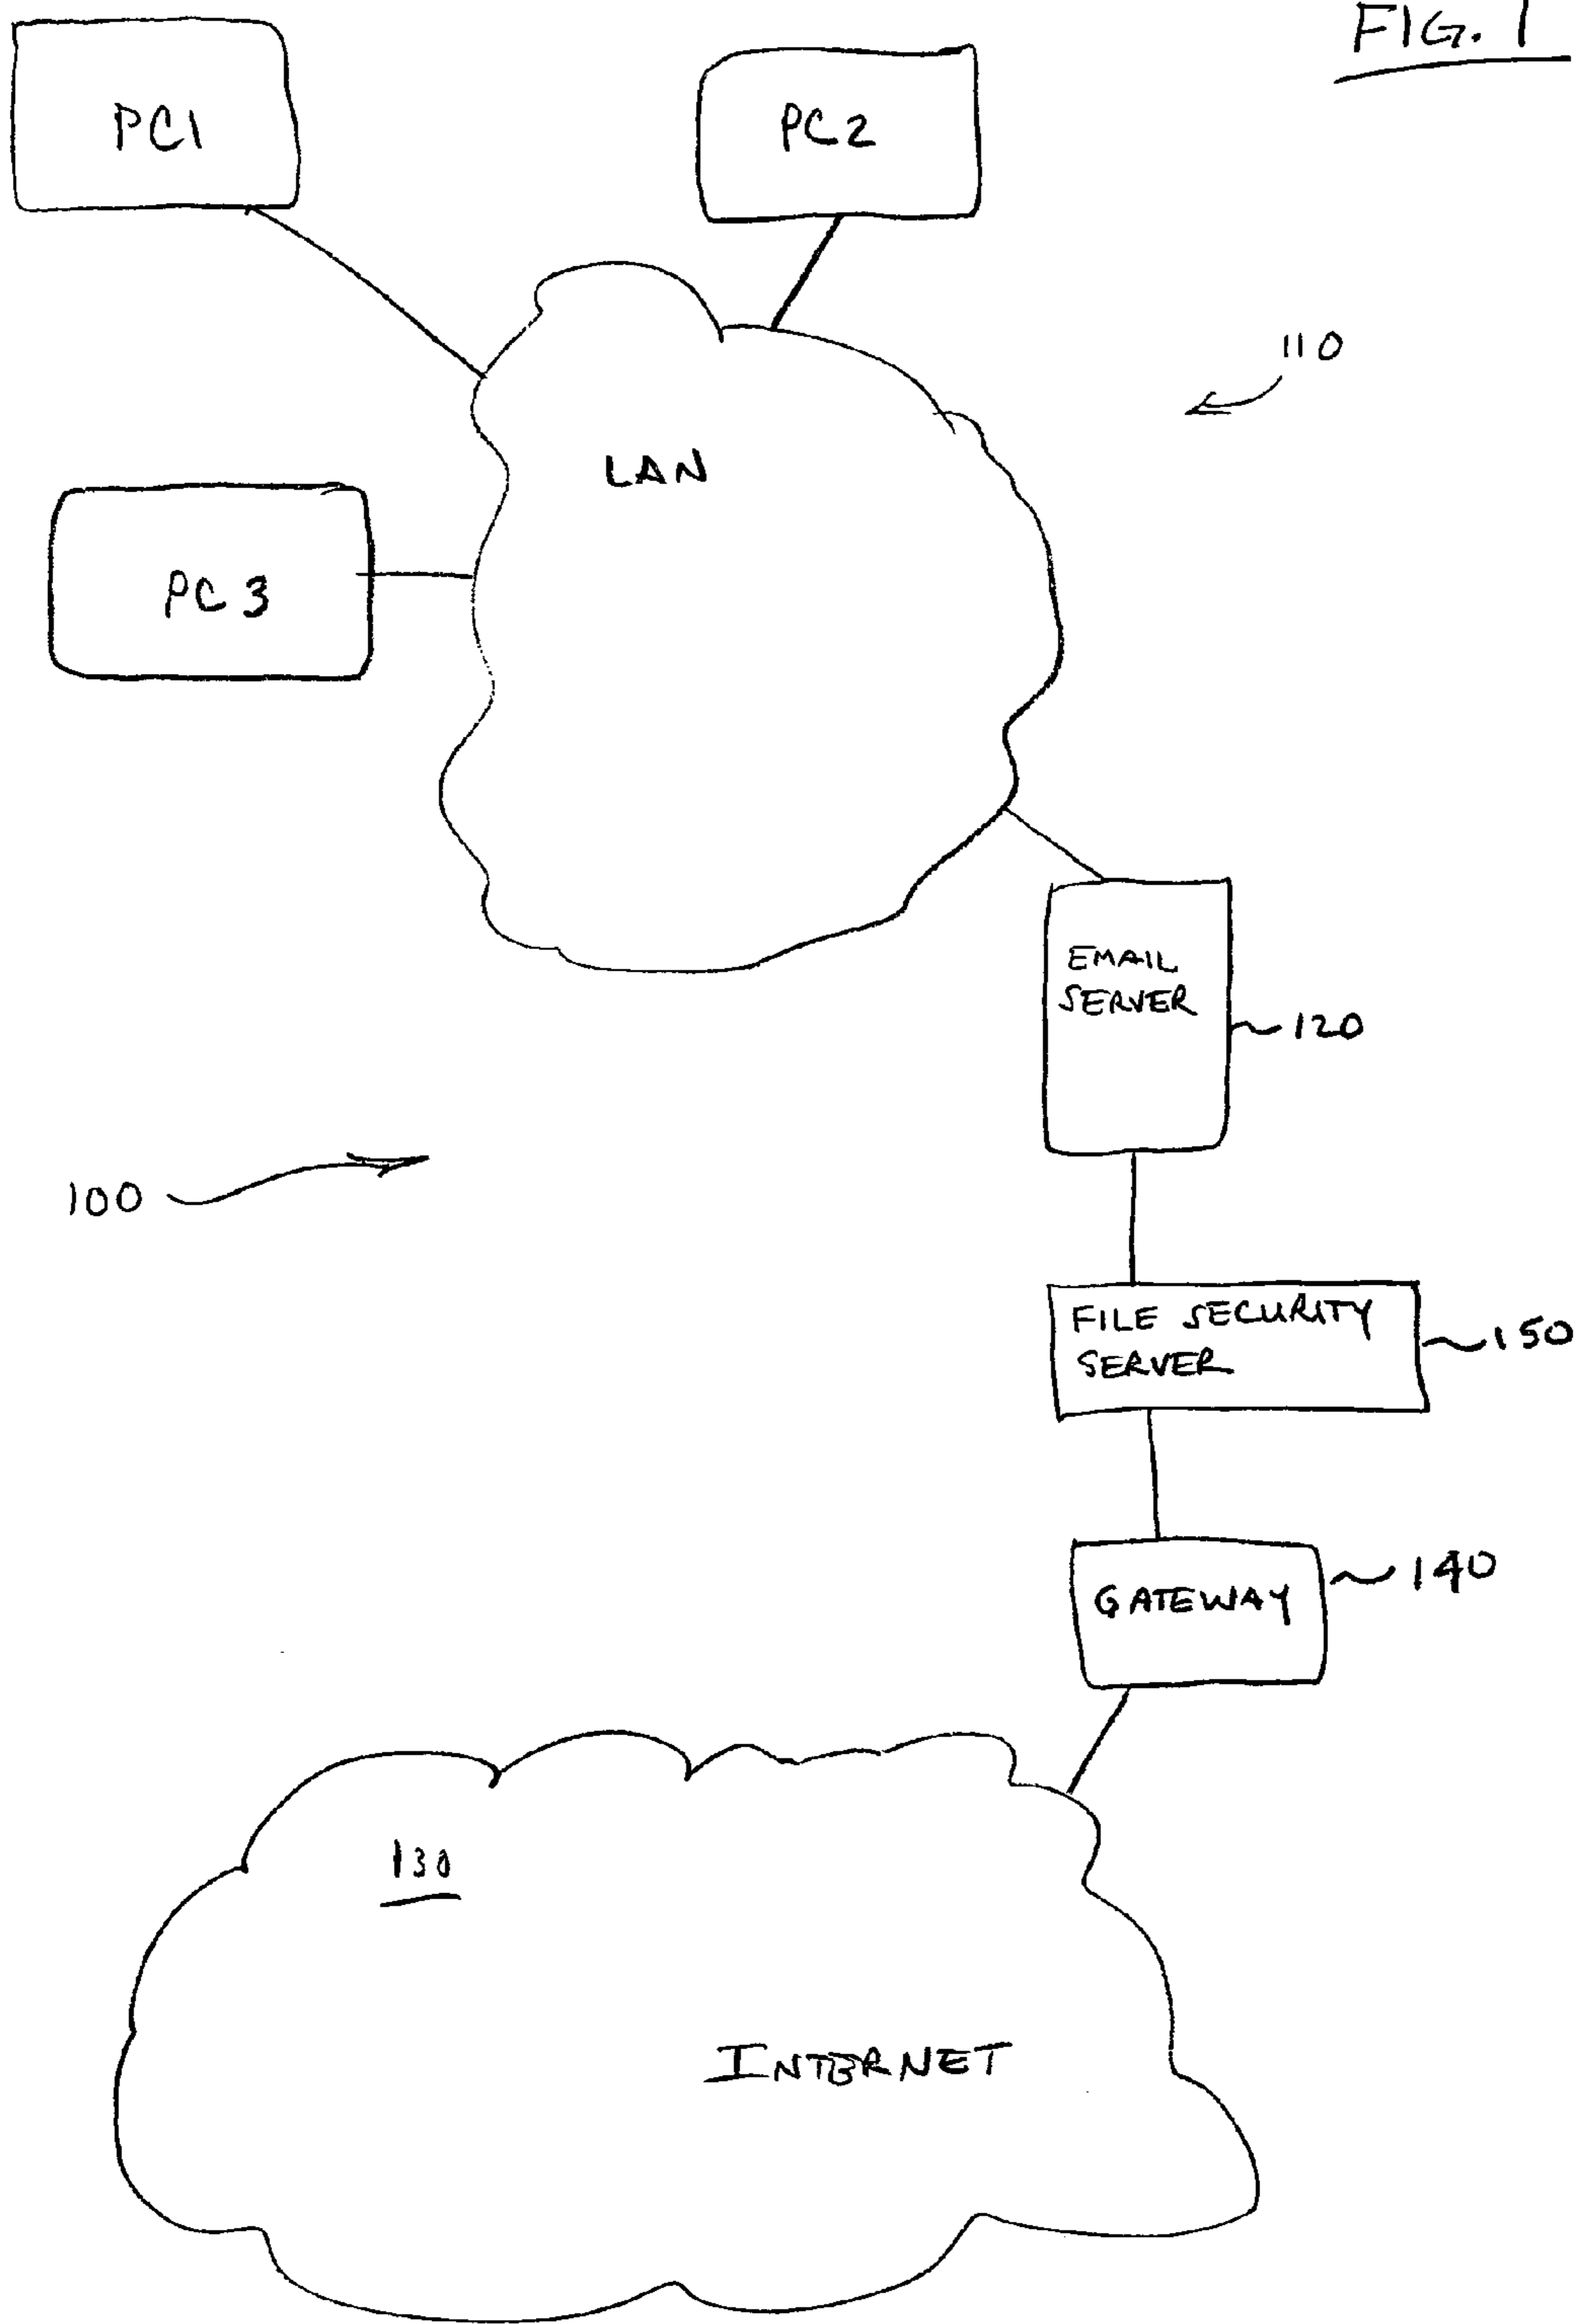 FIG. 1
PC1
PC2
110
LAN
PC3
EMAIL
SERVER
120
100
FILE SECURITY
SERVER
150
140
GATEWAY
130
INTERNET